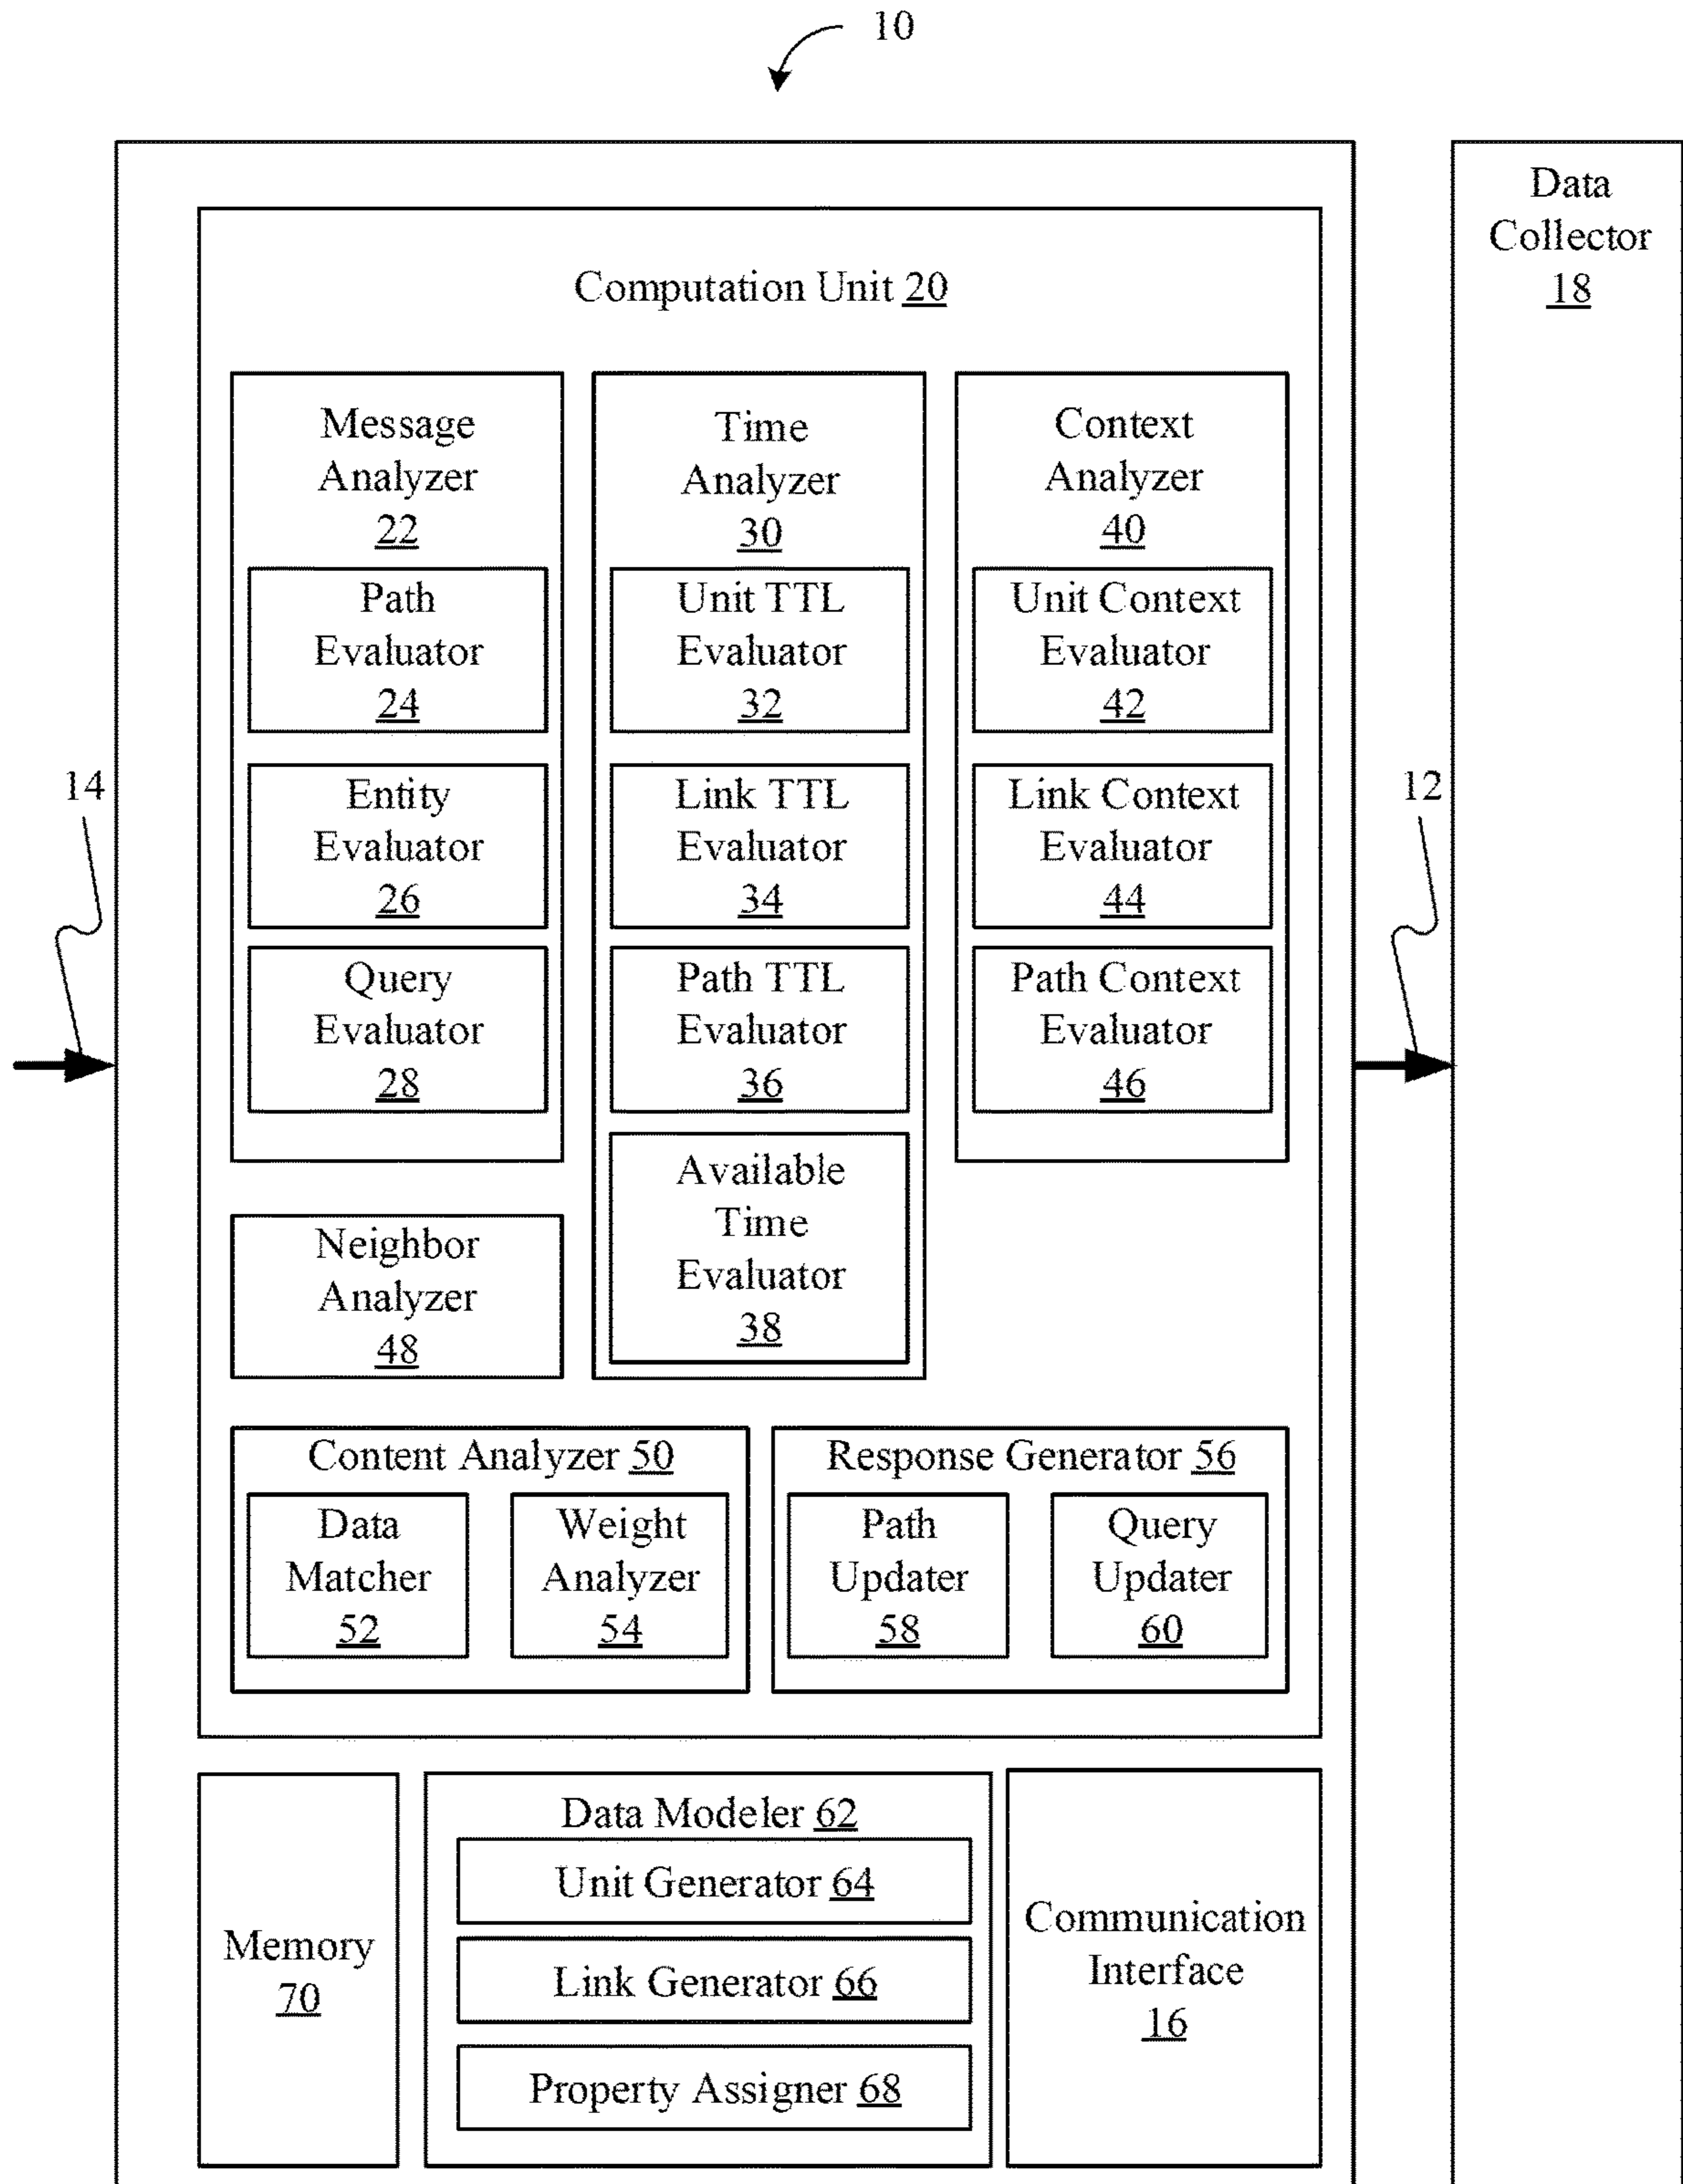 10
Data
Collector
18
Computation Unit 20
Message
Analyzer
22
Path
Evaluator
24
Entity
Evaluator
26
Query
Evaluator
28
Time
Analyzer
30
Unit TTL
Evaluator
32
Link TTL
Evaluator
34
Path TTL
Evaluator
36
Available
Time
Evaluator
38
Context
Analyzer
40
Unit Context
Evaluator
42
Link Context
Evaluator
44
Path Context
Evaluator
46
14
12
Neighbor
Analyzer
48
Content Analyzer 50
Data
Matcher
52
Weight
Analyzer
54
Response Generator 56
Path
Updater
58
Query
Updater
60
Memory
70
Data Modeler 62
Unit Generator 64
Link Generator 66
Property Assigner 68
Communication
Interface
16